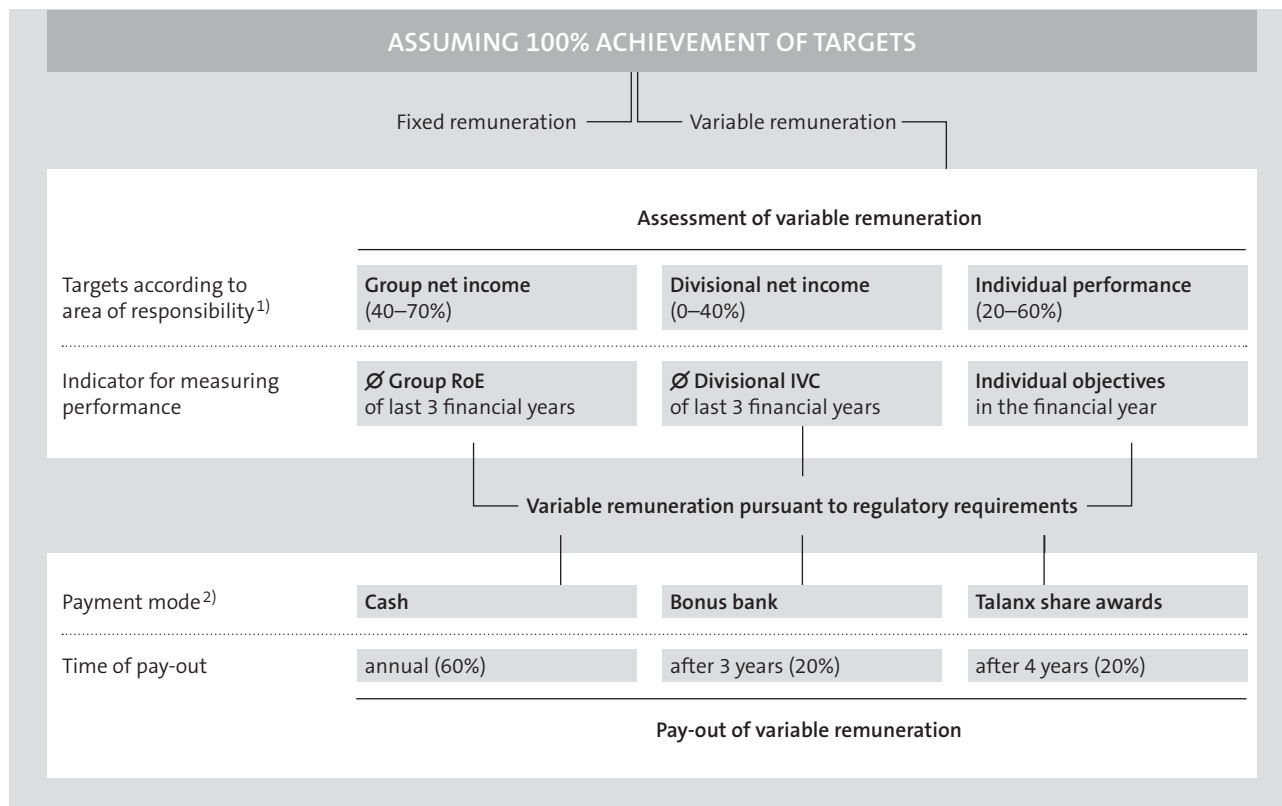 ASSUMING 100% ACHIEVEMENT OF TARGETS
Fixed remuneration
Variable remuneration
Assessment of variable remuneration
Targets according to
area of responsibility 1)
Group net income
(40–70%)
Divisional net income
(0–40%)
Individual performance
(20–60%)
Indicator for measuring
performance
Ø Group RoE
of last 3 financial years
Ø Divisional IVC
of last 3 financial years
Individual objectives
in the financial year
Variable remuneration pursuant to regulatory requirements
Payment mode 2)
Cash
Bonus bank
Talanx share awards
Time of pay-out
annual (60%)
after 3 years (20%)
after 4 years (20%)
Pay-out of variable remuneration